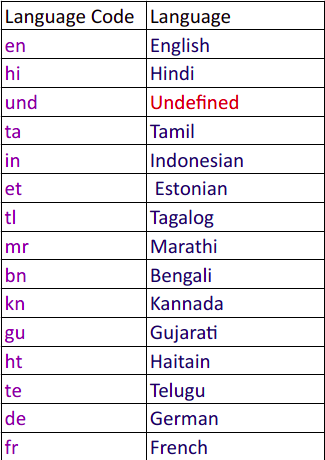 Language Code Language
en English
hi Hindi
und Undefined
ta Tamil
in Indonesian
et Estonian
tl Tagalog
mr Marathi
bn Bengali
kn Kannada
gu Gujarati
ht Haitain
te Telugu
de German
fr French